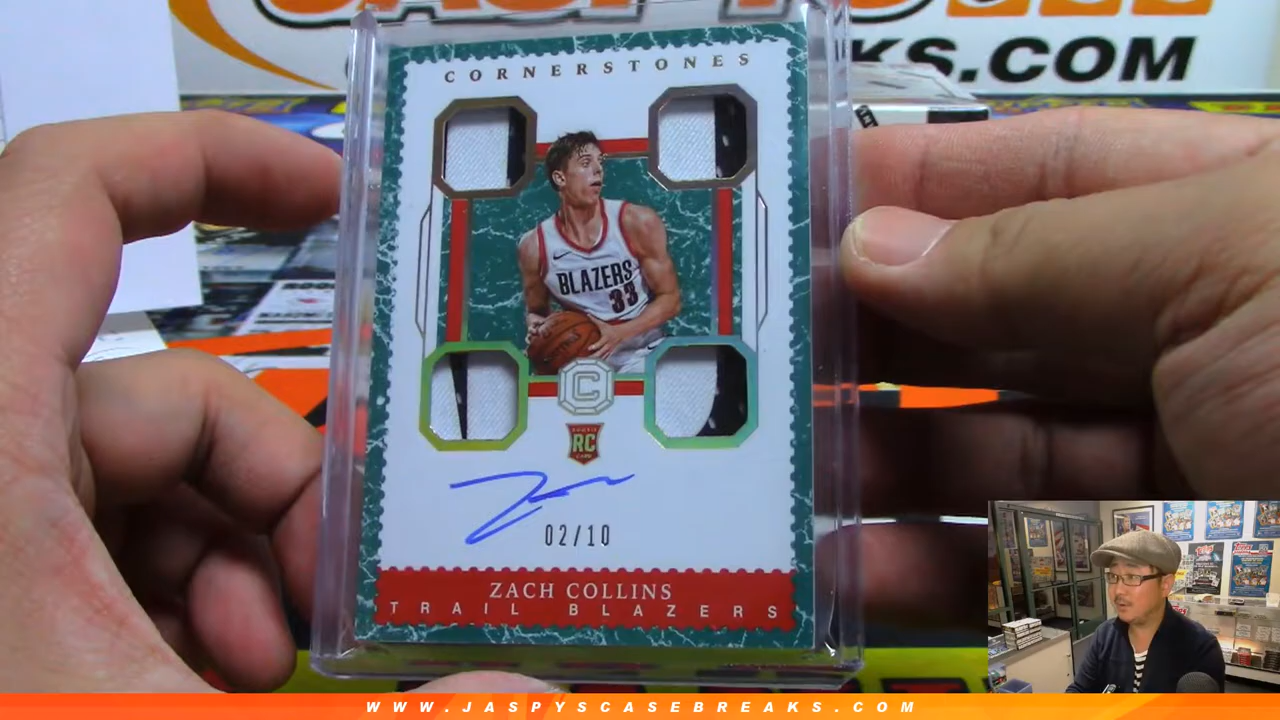 KS.COM
CORNERSTONES
BLAZERS
33
C
RC
02/10
ZACH COLLINS
TRAIL BLAZERS
WWW.JASPYSCASEBREAKS.COM